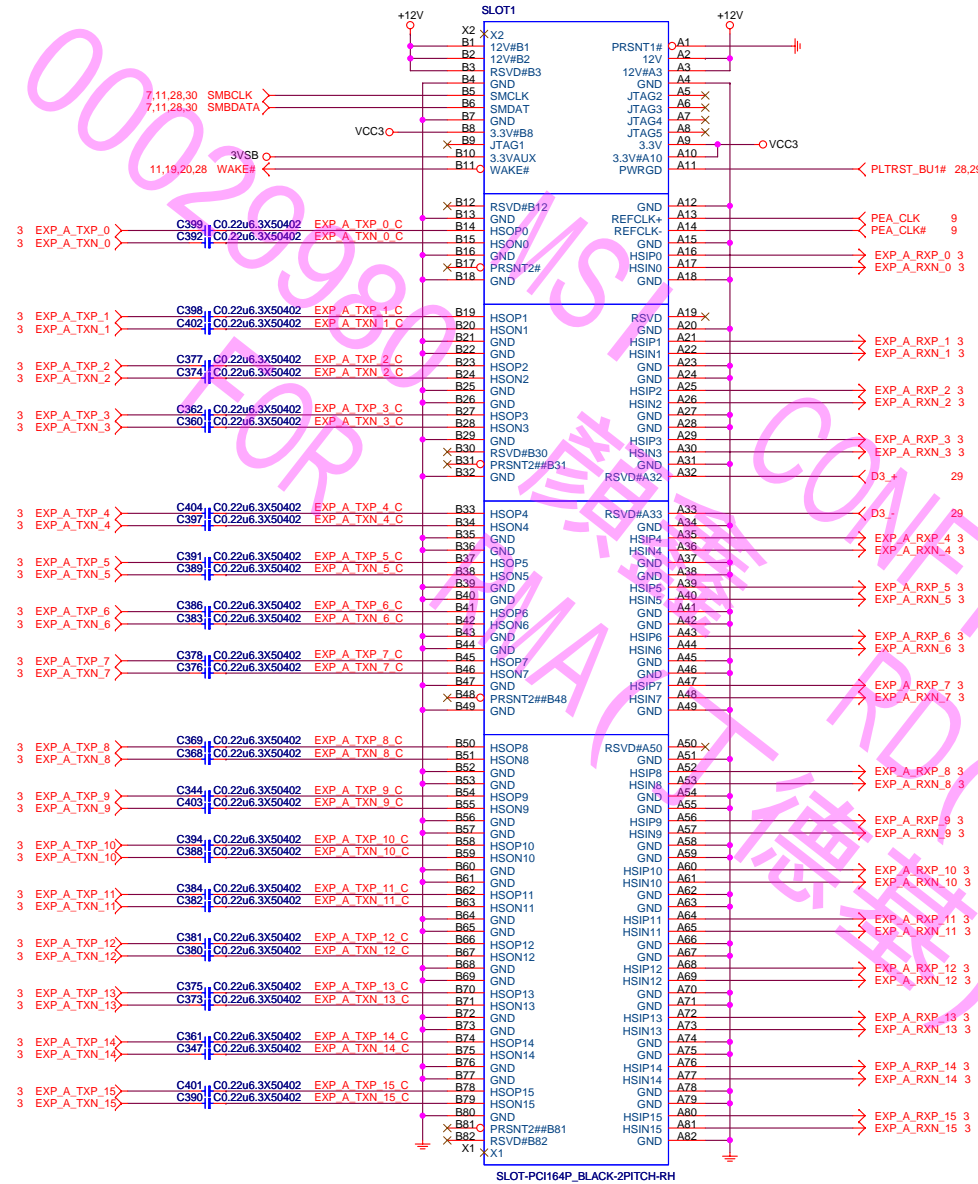 SLOT1
+12V +12V
X2 X2
B1 12V#B1 PRSNT1# A1
B2 12V#B2 12V A2
B3 RSVD#B3 12V#A3 A3
B4 GND GND A4
7,11,28,30 SMBCLK B5 SMCLK JTAG2 A5
7,11,28,30 SMBDATA B6 SMDAT JTAG3 A6
B7 GND JTAG4 A7
VCC3 B8 3.3V#B8 JTAG5 A8
B9 JTAG1 3.3V A9 VCC3
3VSB B10 3.3VAUX 3.3V#A10 A10
11,19,20,28 WAKE# B11 WAKE# PWRGD A11 PLTRST_BU1# 28,29
B12 RSVD#B12 GND A12
B13 GND REFCLK+ A13 PEA_CLK 9
3 EXP_A_TXP_0 C399 C0.22u6.3X50402 EXP_A_TXP_0_C B14 HSOP0 REFCLK- A14 PEA_CLK# 9
3 EXP_A_TXN_0 C392 C0.22u6.3X50402 EXP_A_TXN_0_C B15 HSON0 GND A15
B16 GND HSIP0 A16 EXP_A_RXP_0 3
B17 PRSNT2# HSIN0 A17 EXP_A_RXN_0 3
B18 GND GND A18
3 EXP_A_TXP_1 C398 C0.22u6.3X50402 EXP_A_TXP_1_C B19 HSOP1 RSVD A19
3 EXP_A_TXN_1 C402 C0.22u6.3X50402 EXP_A_TXN_1_C B20 HSON1 GND A20
B21 GND HSIP1 A21 EXP_A_RXP_1 3
B22 GND HSIN1 A22 EXP_A_RXN_1 3
3 EXP_A_TXP_2 C377 C0.22u6.3X50402 EXP_A_TXP_2_C B23 HSOP2 GND A23
3 EXP_A_TXN_2 C374 C0.22u6.3X50402 EXP_A_TXN_2_C B24 HSON2 GND A24
B25 GND HSIP2 A25 EXP_A_RXP_2 3
B26 GND HSIN2 A26 EXP_A_RXN_2 3
3 EXP_A_TXP_3 C362 C0.22u6.3X50402 EXP_A_TXP_3_C B27 HSOP3 GND A27
3 EXP_A_TXN_3 C360 C0.22u6.3X50402 EXP_A_TXN_3_C B28 HSON3 GND A28
B29 GND HSIP3 A29 EXP_A_RXP_3 3
B30 RSVD#B30 HSIN3 A30 EXP_A_RXN_3 3
B31 PRSNT2##B31 GND A31
B32 GND RSVD#A32 A32 D3_+ 29
3 EXP_A_TXP_4 C404 C0.22u6.3X50402 EXP_A_TXP_4_C B33 HSOP4 RSVD#A33 A33 D3_- 29
3 EXP_A_TXN_4 C397 C0.22u6.3X50402 EXP_A_TXN_4_C B34 HSON4 GND A34
B35 GND HSIP4 A35 EXP_A_RXP_4 3
B36 GND HSIN4 A36 EXP_A_RXN_4 3
3 EXP_A_TXP_5 C391 C0.22u6.3X50402 EXP_A_TXP_5_C B37 HSOP5 GND A37
3 EXP_A_TXN_5 C389 C0.22u6.3X50402 EXP_A_TXN_5_C B38 HSON5 GND A38
B39 GND HSIP5 A39 EXP_A_RXP_5 3
B40 GND HSIN5 A40 EXP_A_RXN_5 3
3 EXP_A_TXP_6 C386 C0.22u6.3X50402 EXP_A_TXP_6_C B41 HSOP6 GND A41
3 EXP_A_TXN_6 C383 C0.22u6.3X50402 EXP_A_TXN_6_C B42 HSON6 GND A42
B43 GND HSIP6 A43 EXP_A_RXP_6 3
B44 GND HSIN6 A44 EXP_A_RXN_6 3
3 EXP_A_TXP_7 C378 C0.22u6.3X50402 EXP_A_TXP_7_C B45 HSOP7 GND A45
3 EXP_A_TXN_7 C376 C0.22u6.3X50402 EXP_A_TXN_7_C B46 HSON7 GND A46
B47 GND HSIP7 A47 EXP_A_RXP_7 3
B48 PRSNT2##B48 HSIN7 A48 EXP_A_RXN_7 3
B49 GND GND A49
3 EXP_A_TXP_8 C369 C0.22u6.3X50402 EXP_A_TXP_8_C B50 HSOP8 RSVD#A50 A50
3 EXP_A_TXN_8 C368 C0.22u6.3X50402 EXP_A_TXN_8_C B51 HSON8 GND A51
B52 GND HSIP8 A52 EXP_A_RXP_8 3
B53 GND HSIN8 A53 EXP_A_RXN_8 3
3 EXP_A_TXP_9 C344 C0.22u6.3X50402 EXP_A_TXP_9_C B54 HSOP9 GND A54
3 EXP_A_TXN_9 C403 C0.22u6.3X50402 EXP_A_TXN_9_C B55 HSON9 GND A55
B56 GND HSIP9 A56 EXP_A_RXP_9 3
B57 GND HSIN9 A57 EXP_A_RXN_9 3
3 EXP_A_TXP_10 C394 C0.22u6.3X50402 EXP_A_TXP_10_C B58 HSOP10 GND A58
3 EXP_A_TXN_10 C388 C0.22u6.3X50402 EXP_A_TXN_10_C B59 HSON10 GND A59
B60 GND HSIP10 A60 EXP_A_RXP_10 3
B61 GND HSIN10 A61 EXP_A_RXN_10 3
3 EXP_A_TXP_11 C384 C0.22u6.3X50402 EXP_A_TXP_11_C B62 HSOP11 GND A62
3 EXP_A_TXN_11 C382 C0.22u6.3X50402 EXP_A_TXN_11_C B63 HSON11 GND A63
B64 GND HSIP11 A64 EXP_A_RXP_11 3
B65 GND HSIN11 A65 EXP_A_RXN_11 3
3 EXP_A_TXP_12 C381 C0.22u6.3X50402 EXP_A_TXP_12_C B66 HSOP12 GND A66
3 EXP_A_TXN_12 C380 C0.22u6.3X50402 EXP_A_TXN_12_C B67 HSON12 GND A67
B68 GND HSIP12 A68 EXP_A_RXP_12 3
B69 GND HSIN12 A69 EXP_A_RXN_12 3
3 EXP_A_TXP_13 C375 C0.22u6.3X50402 EXP_A_TXP_13_C B70 HSOP13 GND A70
3 EXP_A_TXN_13 C373 C0.22u6.3X50402 EXP_A_TXN_13_C B71 HSON13 GND A71
B72 GND HSIP13 A72 EXP_A_RXP_13 3
B73 GND HSIN13 A73 EXP_A_RXN_13 3
3 EXP_A_TXP_14 C361 C0.22u6.3X50402 EXP_A_TXP_14_C B74 HSOP14 GND A74
3 EXP_A_TXN_14 C347 C0.22u6.3X50402 EXP_A_TXN_14_C B75 HSON14 GND A75
B76 GND HSIP14 A76 EXP_A_RXP_14 3
B77 GND HSIN14 A77 EXP_A_RXN_14 3
3 EXP_A_TXP_15 C401 C0.22u6.3X50402 EXP_A_TXP_15_C B78 HSOP15 GND A78
3 EXP_A_TXN_15 C390 C0.22u6.3X50402 EXP_A_TXN_15_C B79 HSON15 GND A79
B80 GND HSIP15 A80 EXP_A_RXP_15 3
B81 PRSNT2##B81 HSIN15 A81 EXP_A_RXN_15 3
B82 RSVD#B82 GND A82
X1 X1
SLOT-PCI164P_BLACK-2PITCH-RH
00029980 MSI CONF
FOR 顏鑫 RD(
RMA(丁德基)